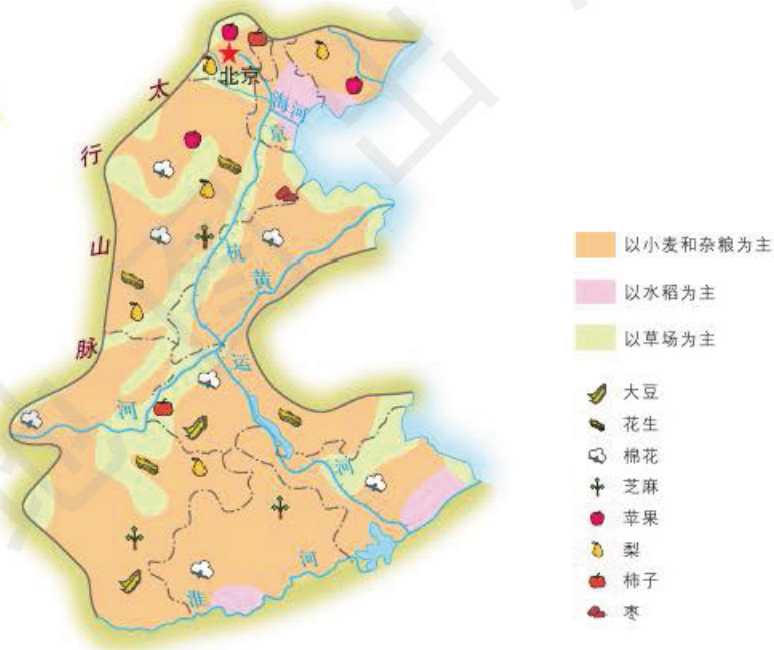 北京
太
行
山
脉
海河
京
杭
运
河
黄
河
淮
河
以小麦和杂粮为主
以水稻为主
以草场为主
大豆
花生
棉花
芝麻
苹果
梨
柿子
枣